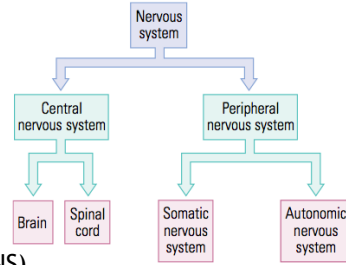 Nervous
system
Central
nervous system
Peripheral
nervous system
Brain
Spinal
cord
Somatic
nervous
system
Autonomic
nervous
system